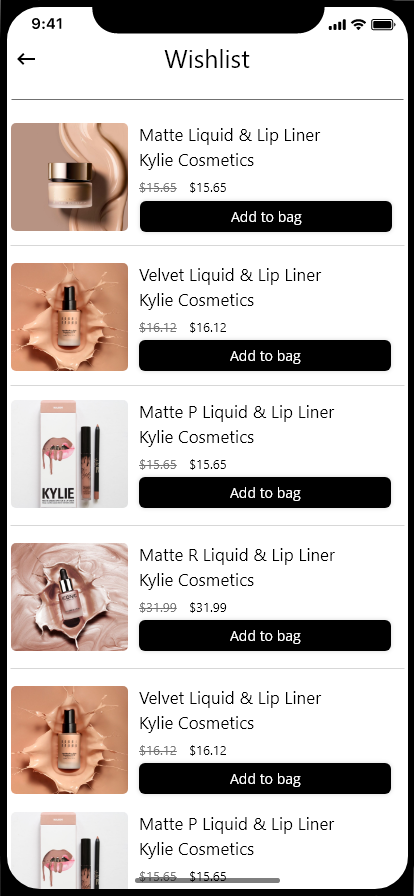 9:41
Wishlist
Matte Liquid & Lip Liner
Kylie Cosmetics
$15.65 $15.65
Add to bag
Velvet Liquid & Lip Liner
Kylie Cosmetics
$16.12 $16.12
Add to bag
Matte P Liquid & Lip Liner
Kylie Cosmetics
KYLIE
$15.65 $15.65
Add to bag
Matte R Liquid & Lip Liner
Kylie Cosmetics
$31.99 $31.99
Add to bag
Velvet Liquid & Lip Liner
Kylie Cosmetics
$16.12 $16.12
Add to bag
Matte P Liquid & Lip Liner
Kylie Cosmetics
$15.65 $15.65